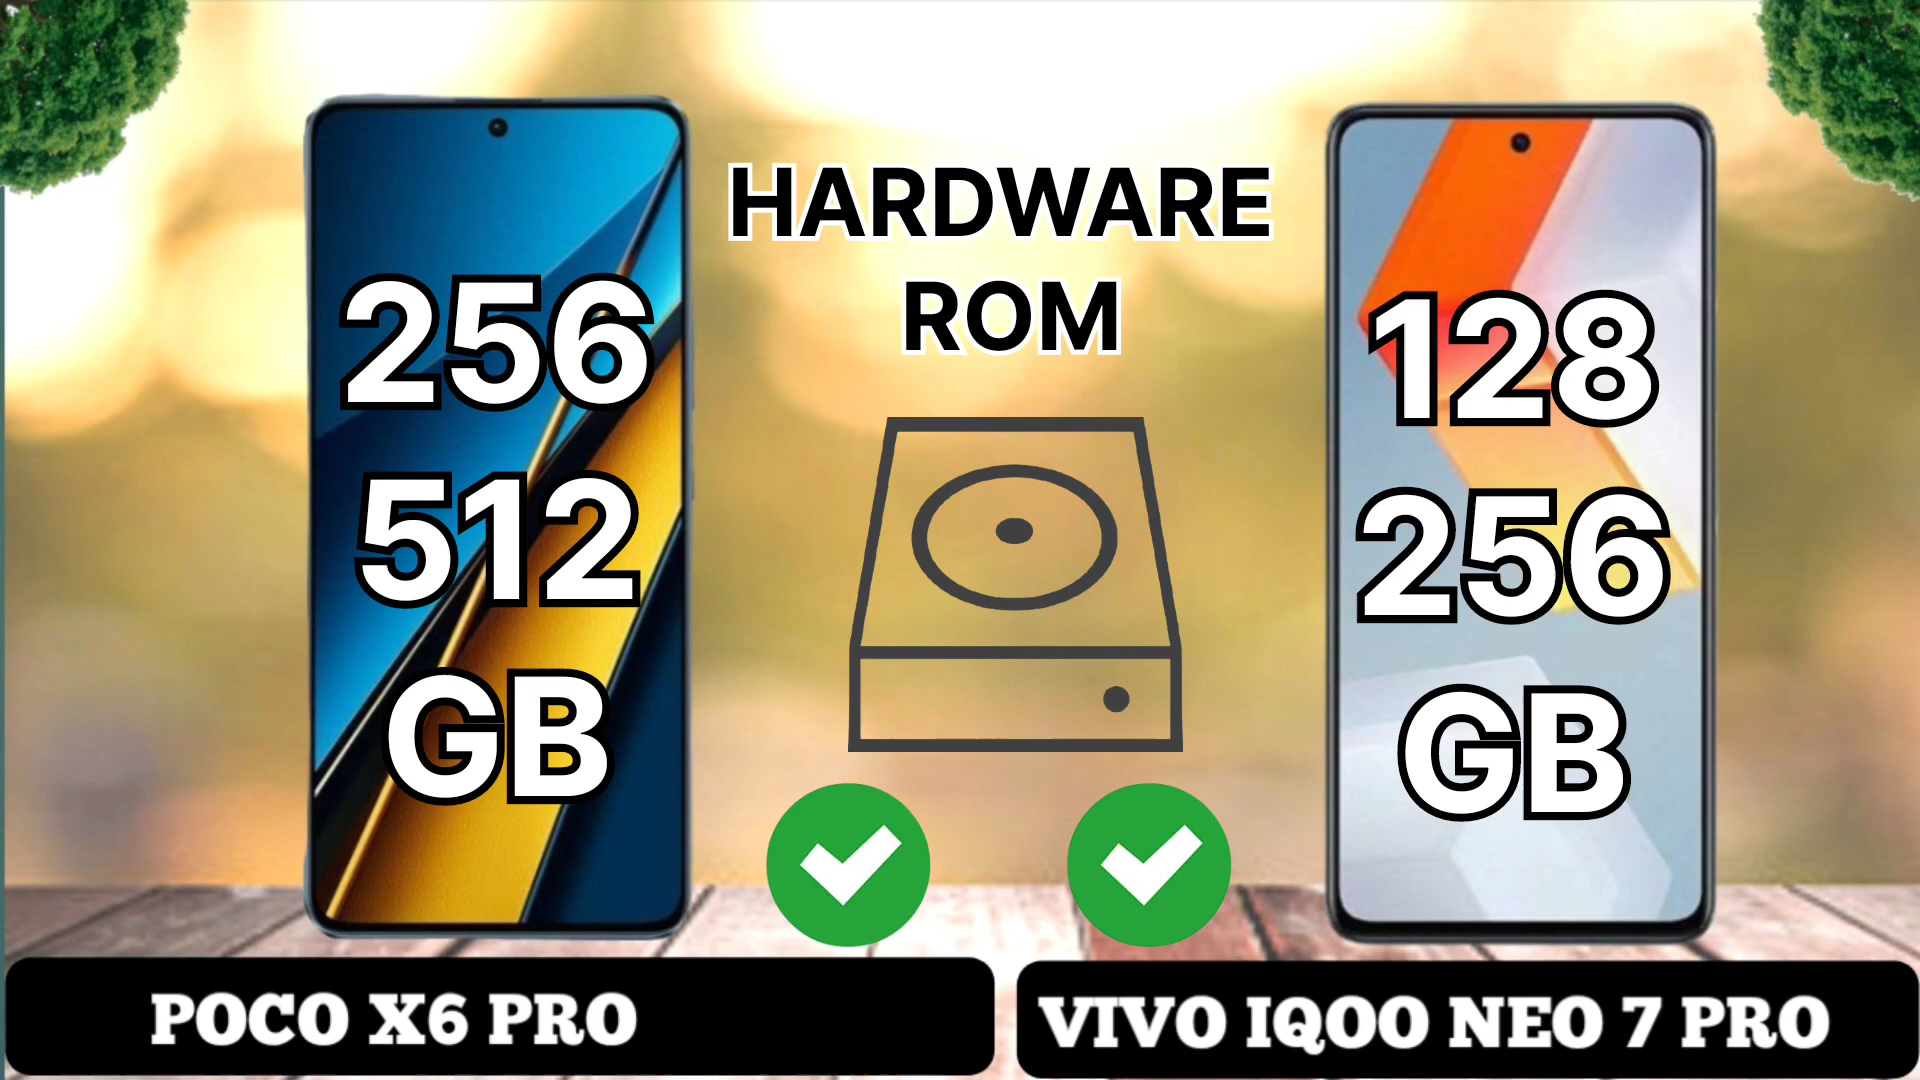 HARDWARE
ROM
256
512
GB
128
256
GB
POCO X6 PRO
VIVO IQOO NEO 7 PRO